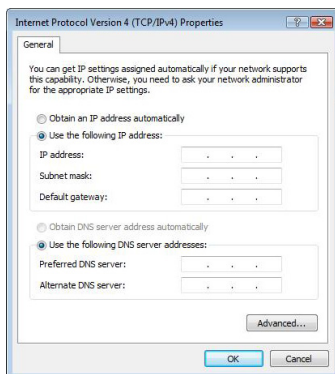 Internet Protocol Version 4 (TCP/IPv4) Properties
General
You can get IP settings assigned automatically if your network supports
this capability. Otherwise, you need to ask your network administrator
for the appropriate IP settings.
Obtain an IP address automatically
Use the following IP address:
IP address:
Subnet mask:
Default gateway:
Obtain DNS server address automatically
Use the following DNS server addresses:
Preferred DNS server:
Alternate DNS server:
Advanced...
OK Cancel